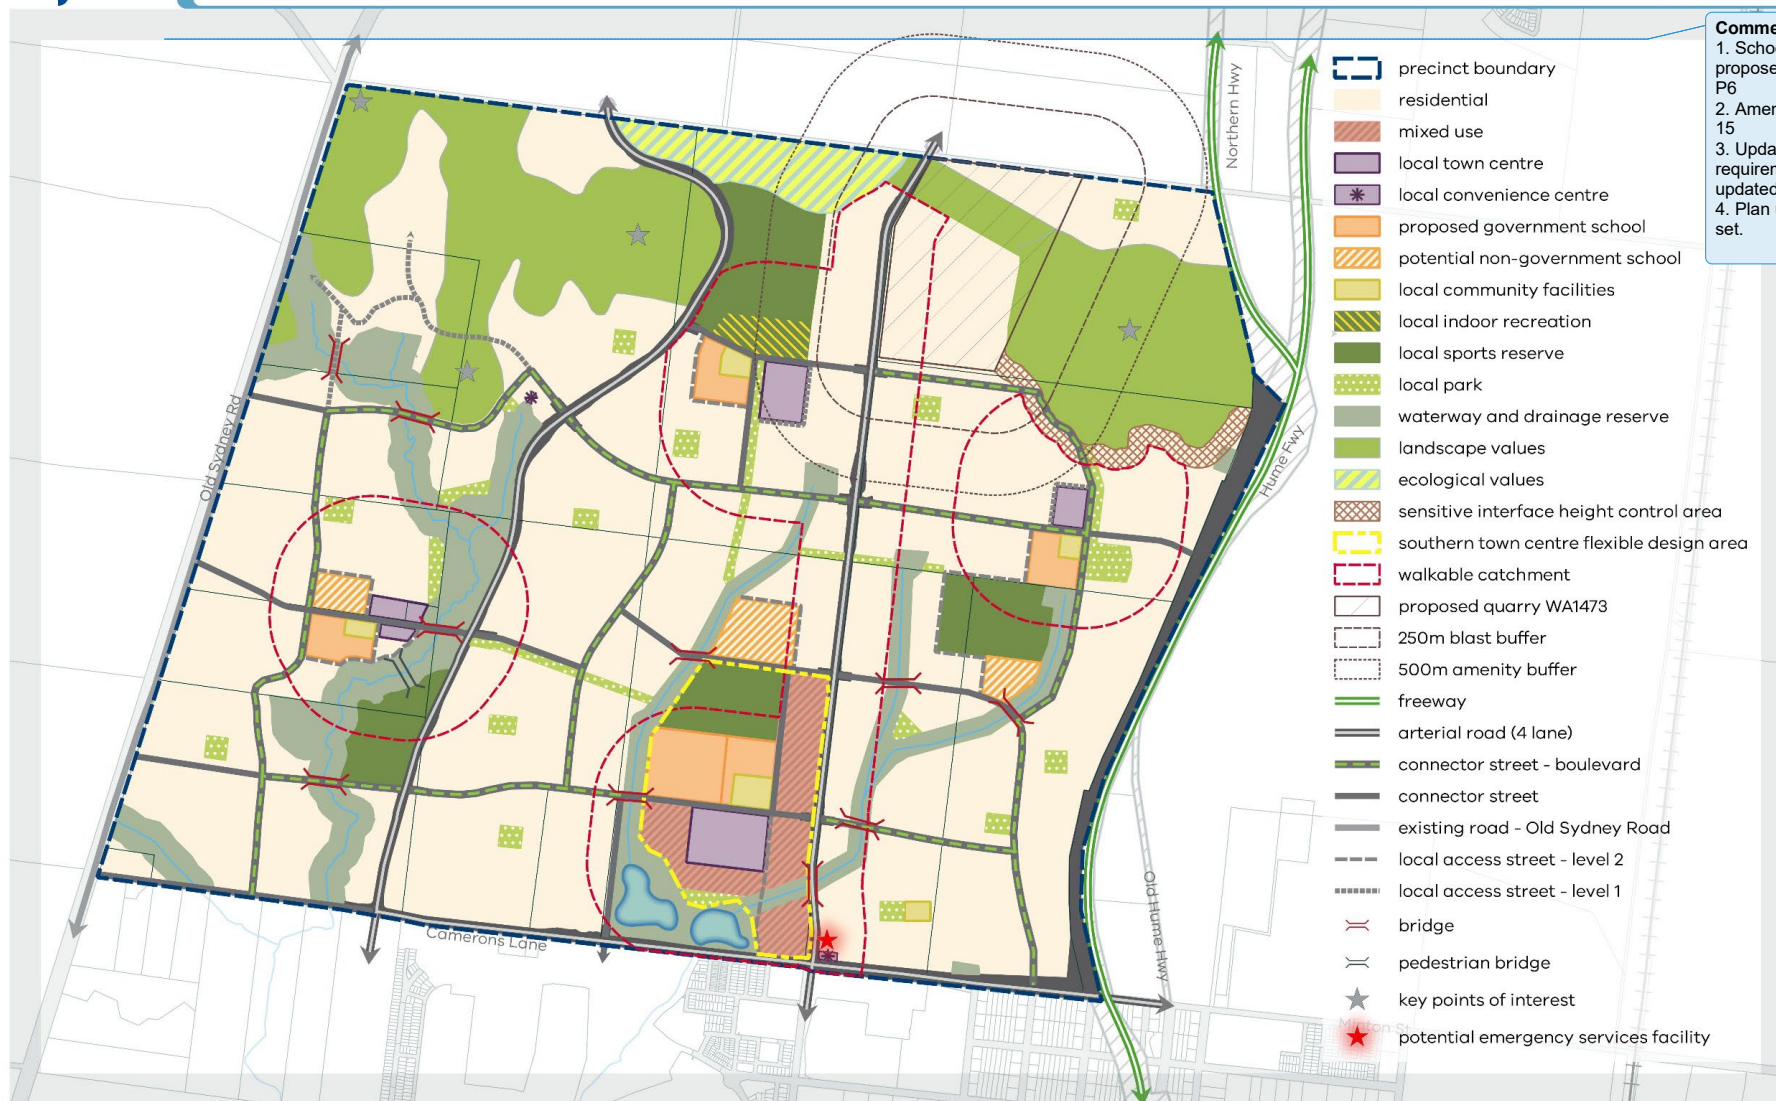 Comme
1. Schoo
propose
P6
2. Amer
15
3. Upda
requirer
updated
4. Plan
set.
precinct boundary
residential
mixed use
local town centre
local convenience centre
proposed government school
potential non-government school
local community facilities
local indoor recreation
local sports reserve
local park
waterway and drainage reserve
landscape values
ecological values
sensitive interface height control area
southern town centre flexible design area
walkable catchment
proposed quarry WA1473
250m blast buffer
500m amenity buffer
freeway
arterial road (4 lane)
connector street - boulevard
connector street
existing road - Old Sydney Road
local access street - level 2
local access street - level 1
bridge
pedestrian bridge
key points of interest
potential emergency services facility
Northern Hwy
Old Sydney Rd
Hume Fwy
Old Hume Hwy
Camerons Lane